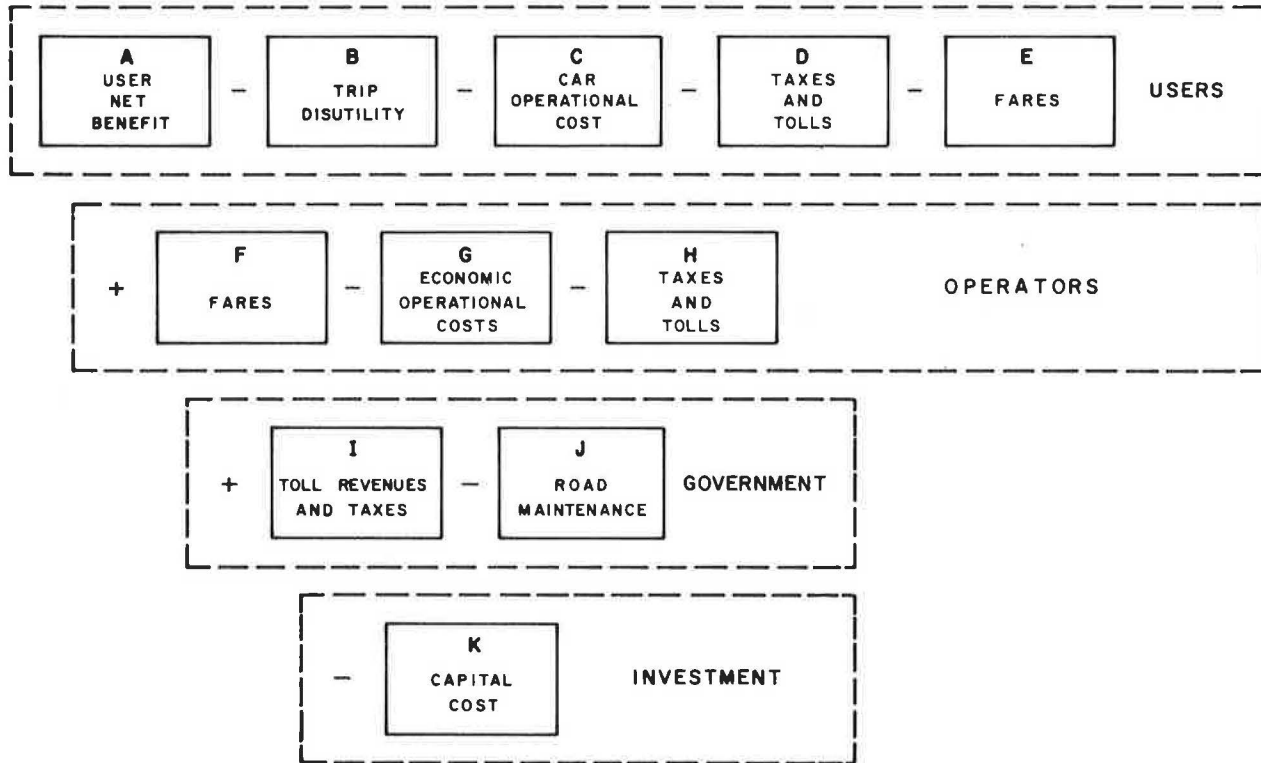 A
USER
NET
BENEFIT
−
B
TRIP
DISUTILITY
−
C
CAR
OPERATIONAL
COST
−
D
TAXES
AND
TOLLS
−
E
FARES
USERS
+
F
FARES
−
G
ECONOMIC
OPERATIONAL
COSTS
−
H
TAXES
AND
TOLLS
OPERATORS
+
I
TOLL REVENUES
AND TAXES
−
J
ROAD
MAINTENANCE
GOVERNMENT
−
K
CAPITAL
COST
INVESTMENT